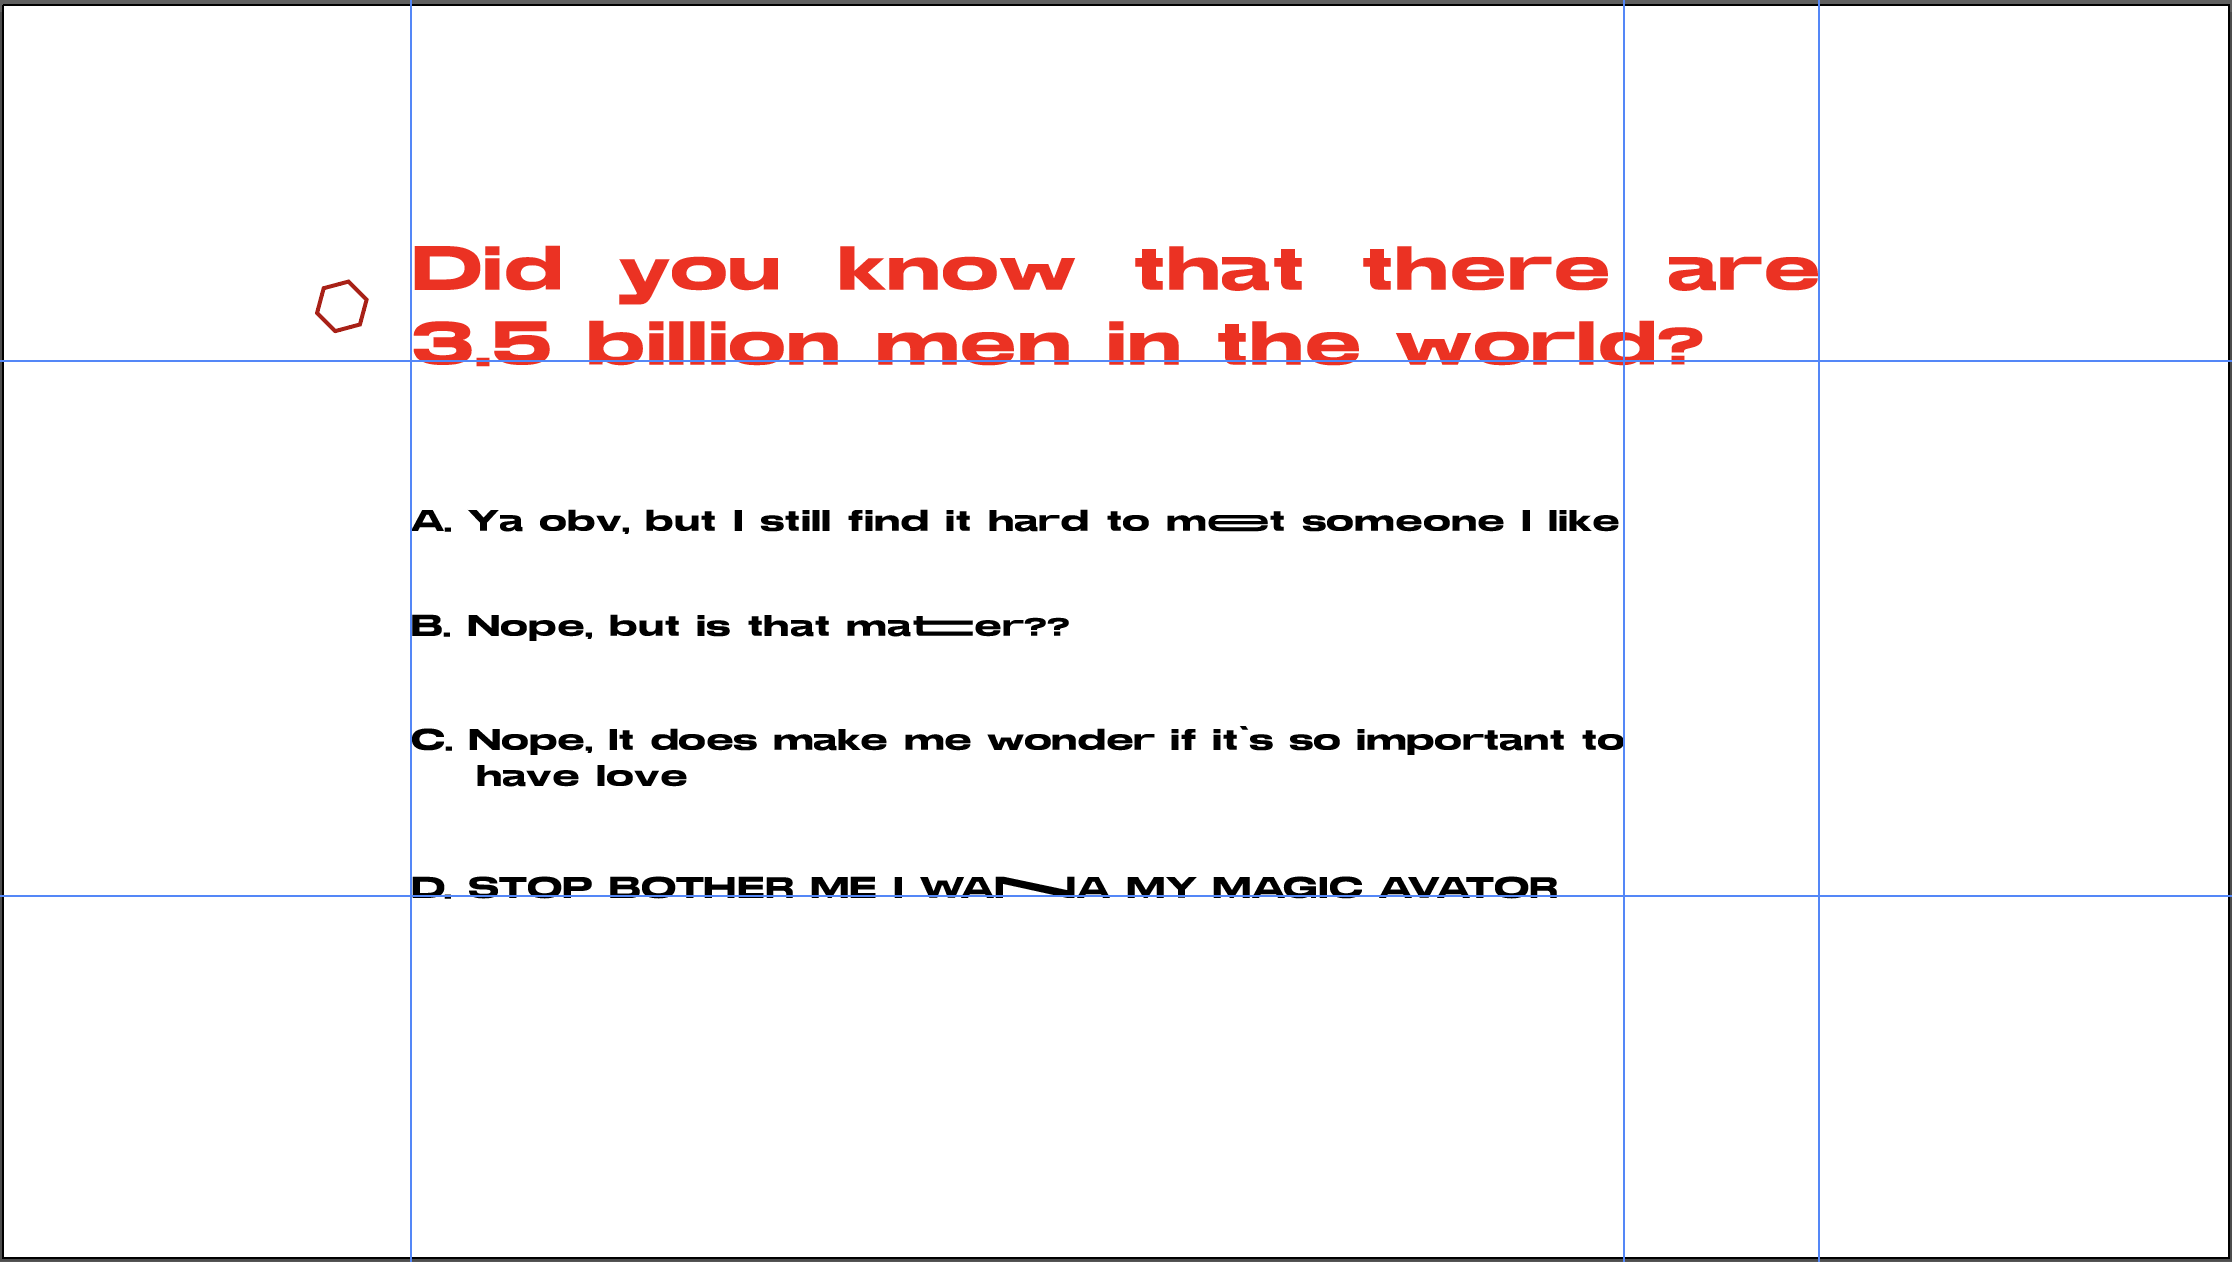 Did you know that there are
3.5 billion men in the world?
A. Ya obv, but I still find it hard to meet someone I like
B. Nope, but is that matter??
C. Nope, It does make me wonder if it`s so important to
have love
D. STOP BOTHER ME I WANNA MY MAGIC AVATOR